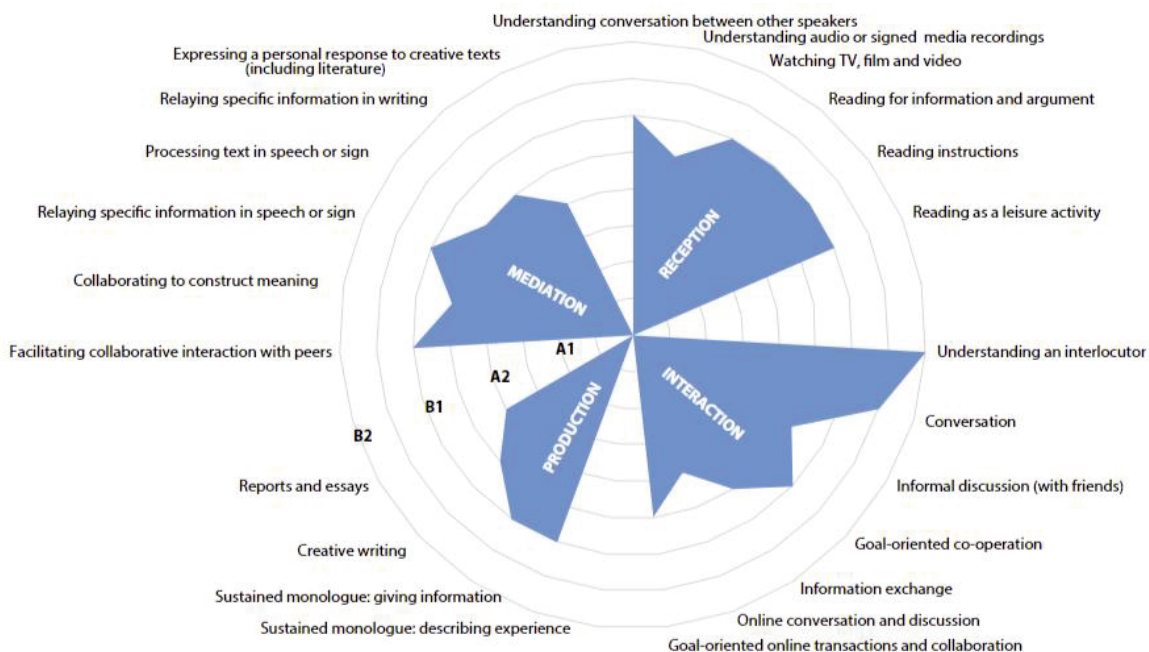 Understanding conversation between other speakers
Understanding audio or signed media recordings
Watching TV, film and video
Reading for information and argument
Reading instructions
Reading as a leisure activity
Understanding an interlocutor
Conversation
Informal discussion (with friends)
Goal-oriented co-operation
Information exchange
Online conversation and discussion
Goal-oriented online transactions and collaboration
Sustained monologue: describing experience
Sustained monologue: giving information
Creative writing
Reports and essays
Facilitating collaborative interaction with peers
Collaborating to construct meaning
Relaying specific information in speech or sign
Processing text in speech or sign
Relaying specific information in writing
Expressing a personal response to creative texts
(including literature)
RECEPTION
INTERACTION
PRODUCTION
MEDIATION
A1
A2
B1
B2